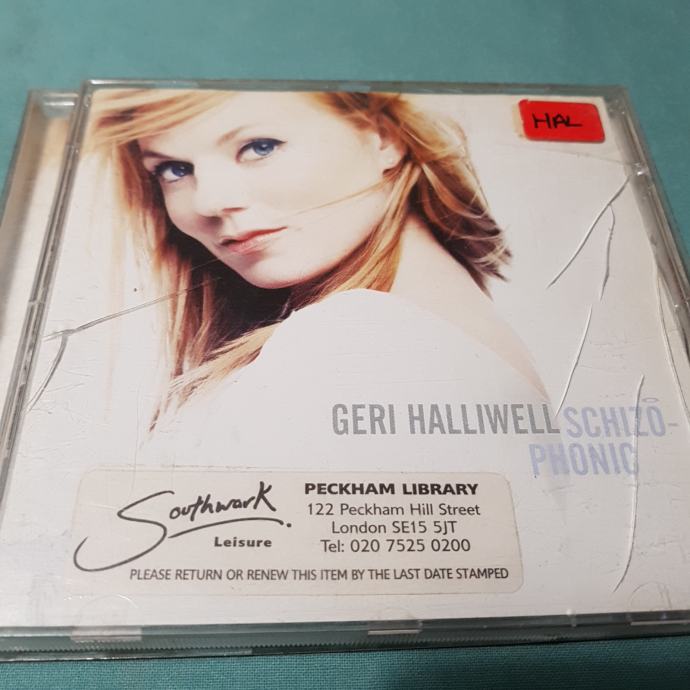 HAL
GERI HALLIWELL SCHIZO-
PHONIC
Southwark
Leisure
PECKHAM LIBRARY
122 Peckham Hill Street
London SE15 5JT
Tel: 020 7525 0200
PLEASE RETURN OR RENEW THIS ITEM BY THE LAST DATE STAMPED